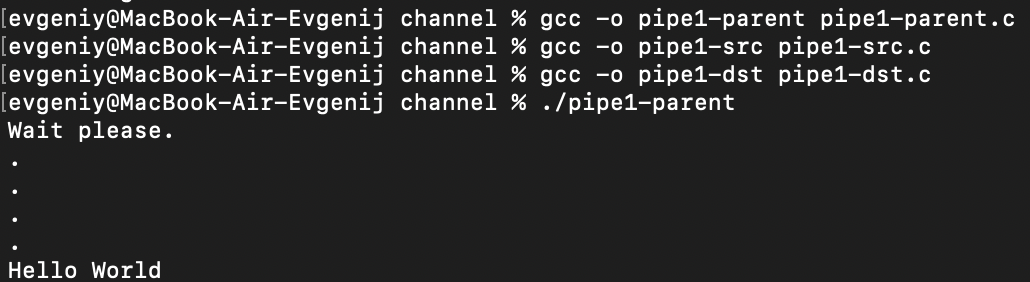 [evgeniy@MacBook-Air-Evgenij channel % gcc -o pipe1-parent pipe1-parent.c
[evgeniy@MacBook-Air-Evgenij channel % gcc -o pipe1-src pipe1-src.c
[evgeniy@MacBook-Air-Evgenij channel % gcc -o pipe1-dst pipe1-dst.c
[evgeniy@MacBook-Air-Evgenij channel % ./pipe1-parent
Wait please.
.
.
.
.
Hello World